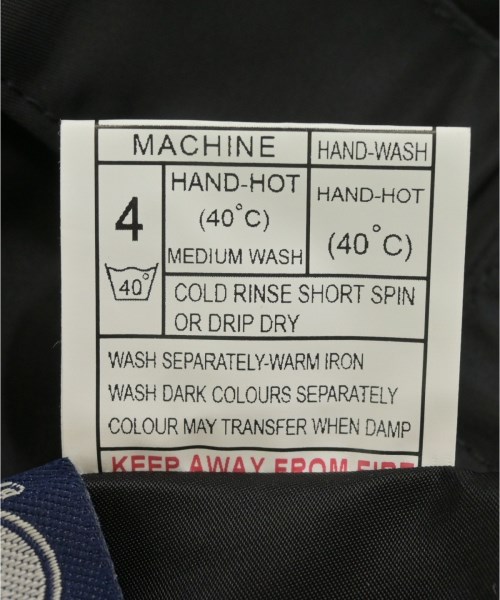 MACHINE
HAND-WASH
4
40°
HAND-HOT
(40°C)
MEDIUM WASH
HAND-HOT
(40°C)
COLD RINSE SHORT SPIN
OR DRIP DRY
WASH SEPARATELY-WARM IRON
WASH DARK COLOURS SEPARATELY
COLOUR MAY TRANSFER WHEN DAMP
KEEP AWAY FROM FIRE